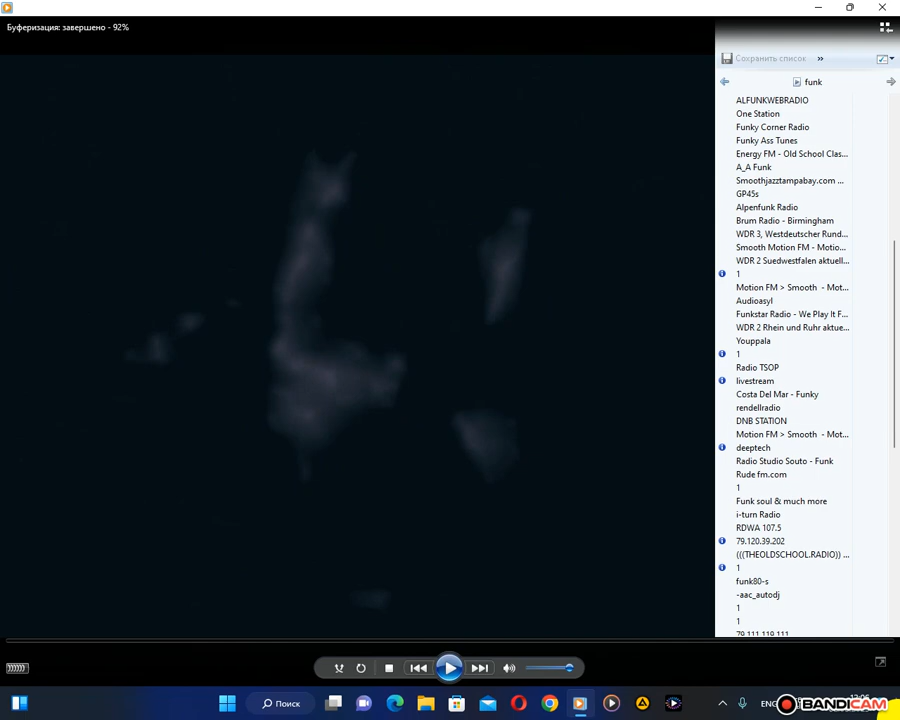 Буферизация: завершено - 92%
Сохранить список »
funk
ALFUNKWEBRADIO
One Station
Funky Corner Radio
Funky Ass Tunes
Energy FM - Old School Clas...
A_A Funk
Smoothjazztampabay.com ...
GP45s
Alpenfunk Radio
Brum Radio - Birmingham
WDR 3, Westdeutscher Rund...
Smooth Motion FM - Motio...
WDR 2 Suedwestfalen aktuell...
1
Motion FM > Smooth - Mot...
Audioasyl
Funkstar Radio - We Play It F...
WDR 2 Rhein und Ruhr aktue...
Youppala
1
Radio TSOP
livestream
Costa Del Mar - Funky
rendellradio
DNB STATION
Motion FM > Smooth - Mot...
deeptech
Radio Studio Souto - Funk
Rude fm.com
1
Funk soul & much more
i-turn Radio
RDWA 107.5
79.120.39.202
(((THEOLDSCHOOL.RADIO)) ...
1
funk80-s
-aac_autodj
1
1
79.111.119.111
Поиск
ENG
BANDICAM